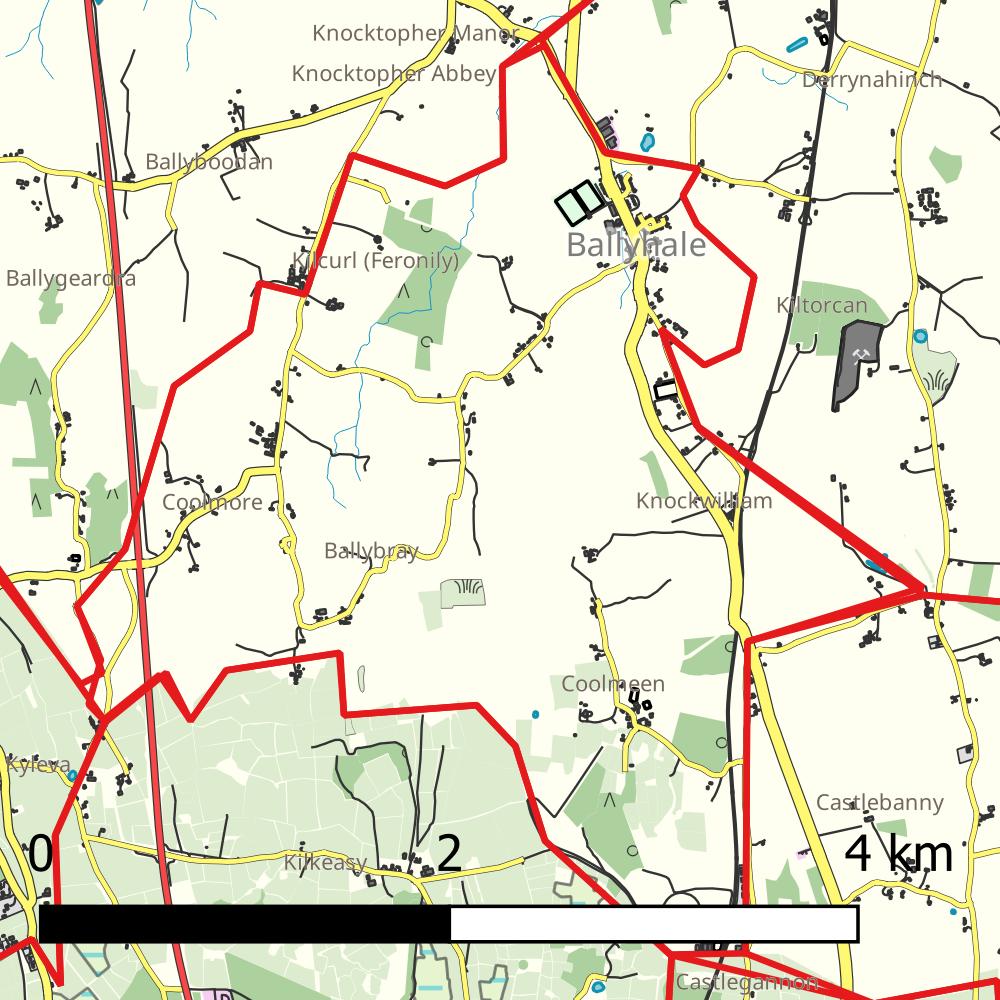 Knocktopher Manor
Knocktopher Abbey
Derrynahinch
Ballyboodan
Ballyhale
Kilcurl (Feronily)
Ballygeardra
Kiltorcan
Coolmore
Knockwilliam
Ballybray
Coolmeen
Kyleva
Castlebanny
0 2 4 km
Kilkeasy
Castlegannon